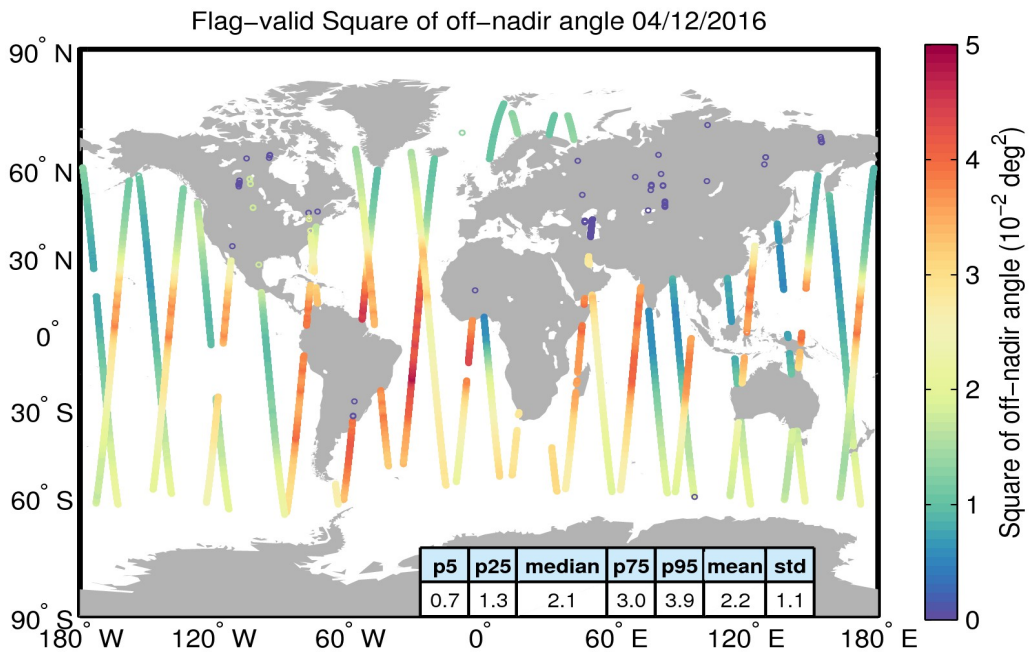 Flag-valid Square of off-nadir angle 04/12/2016
90° N
60° N
30° N
0°
30° S
60° S
90° S
180° W
120° W
60° W
0°
60° E
120° E
180° E
p5 p25 median p75 p95 mean std
0.7 1.3 2.1 3.0 3.9 2.2 1.1
5
4
3
2
1
0
Square of off-nadir angle (10⁻² deg²)